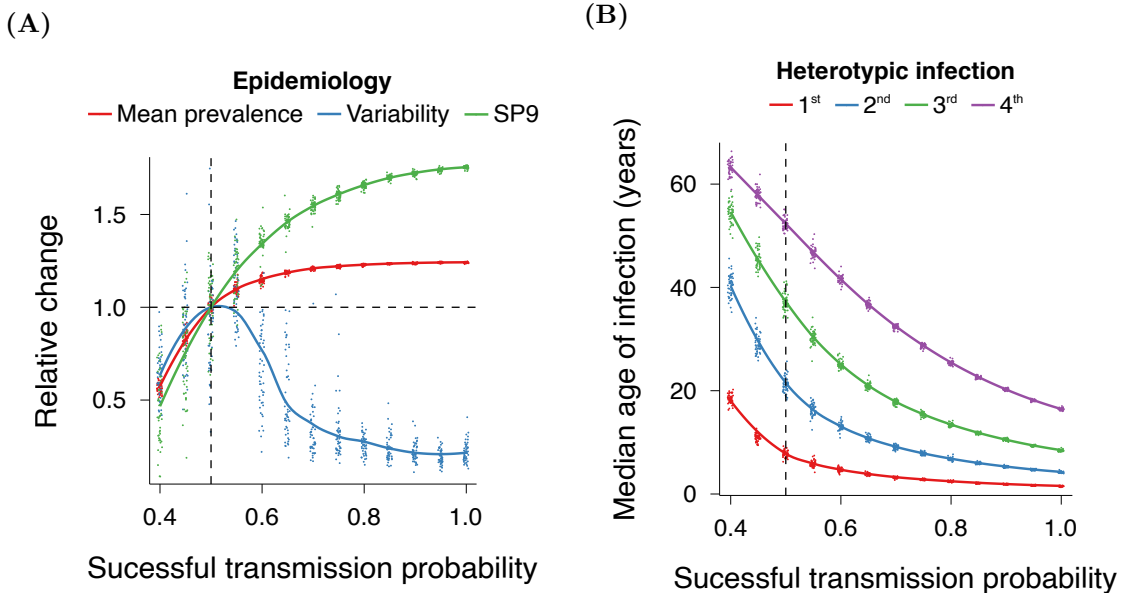 (A)
Epidemiology
Mean prevalence Variability SP9
Relative change
1.5
1.0
0.5
0.4 0.6 0.8 1.0
Sucessful transmission probability
(B)
Heterotypic infection
1st 2nd 3rd 4th
Median age of infection (years)
60
40
20
0
0.4 0.6 0.8 1.0
Sucessful transmission probability